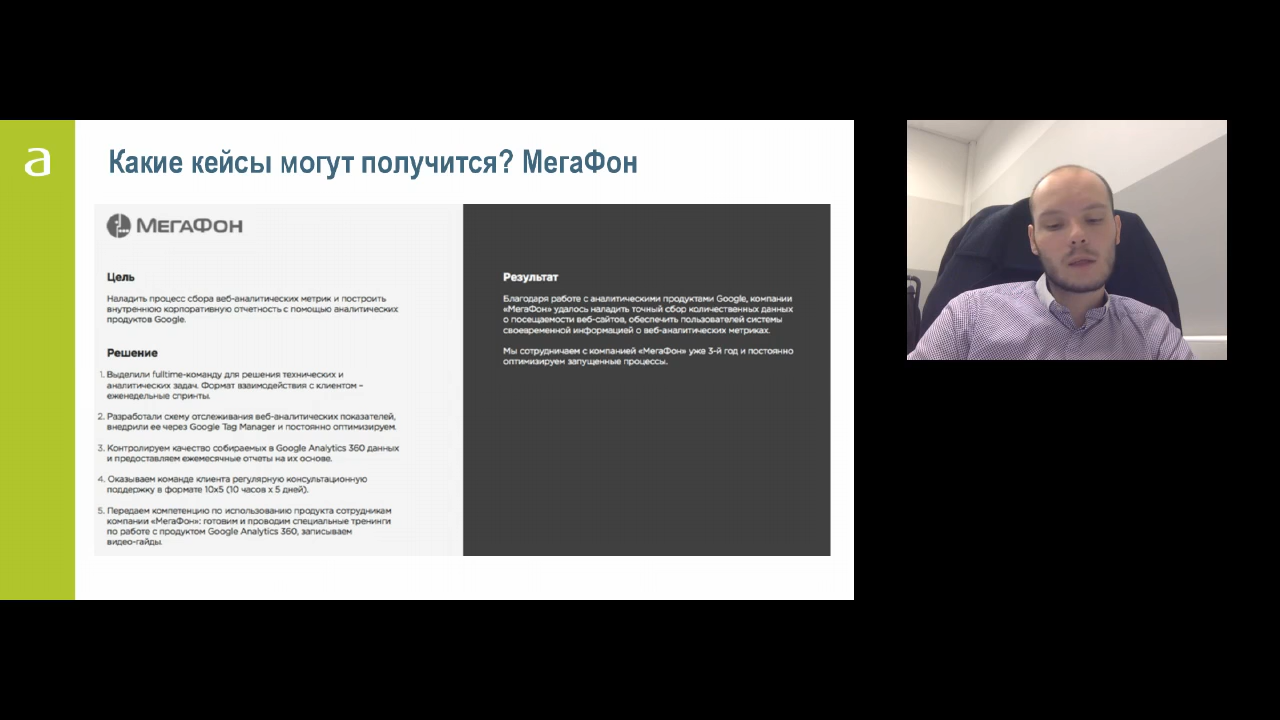 a
Какие кейсы могут получится? МегаФон
МЕГАФОН
Цель
Наладить процесс сбора веб-аналитических метрик и построить
внутреннюю корпоративную отчетность с помощью аналитических
продуктов Google.
Решение
1. Выделили fulltime-команду для решения технических и
аналитических задач. Формат взаимодействия с клиентом –
еженедельные спринты.
2. Разработали схему отслеживания веб-аналитических показателей,
внедрили ее через Google Tag Manager и постоянно оптимизируем.
3. Контролируем качество собираемых в Google Analytics 360 данных
и предоставляем ежемесячные отчеты на их основе.
4. Оказываем команде клиента регулярную консультационную
поддержку в формате 10х5 (10 часов х 5 дней).
5. Передаем компетенцию по использованию продукта сотрудникам
компании «МегаФон»: готовим и проводим специальные тренинги
по работе с продуктом Google Analytics 360, записываем
видео-гайды.
Результат
Благодаря работе с аналитическими продуктами Google, компании
«МегаФон» удалось наладить точный сбор количественных данных
о посещаемости веб-сайтов, обеспечить пользователей системы
своевременной информацией о веб-аналитических метриках.
Мы сотрудничаем с компанией «МегаФон» уже 3-й год и постоянно
оптимизируем запущенные процессы.